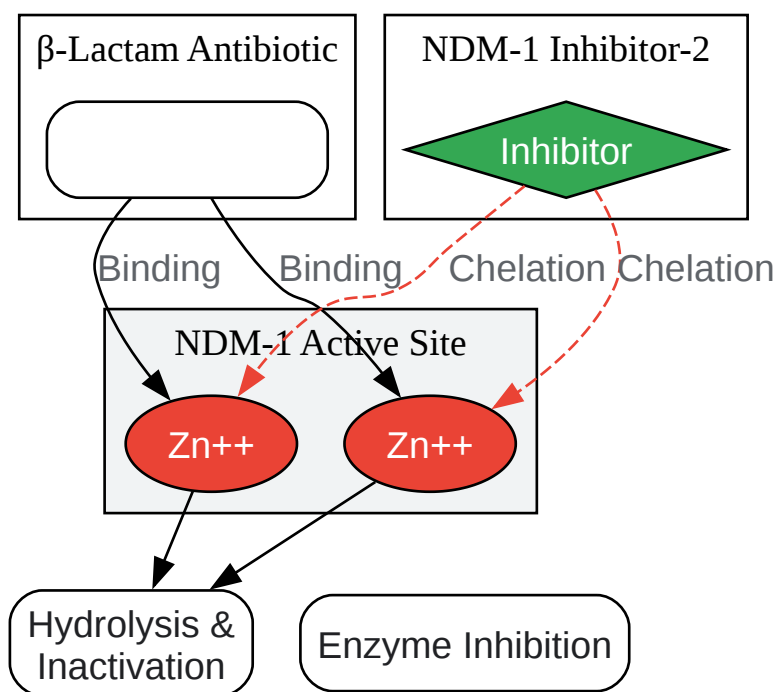 β-Lactam Antibiotic
NDM-1 Inhibitor-2
Inhibitor
Binding
Binding
Chelation
Chelation
NDM-1 Active Site
Zn++
Zn++
Hydrolysis &
Inactivation
Enzyme Inhibition